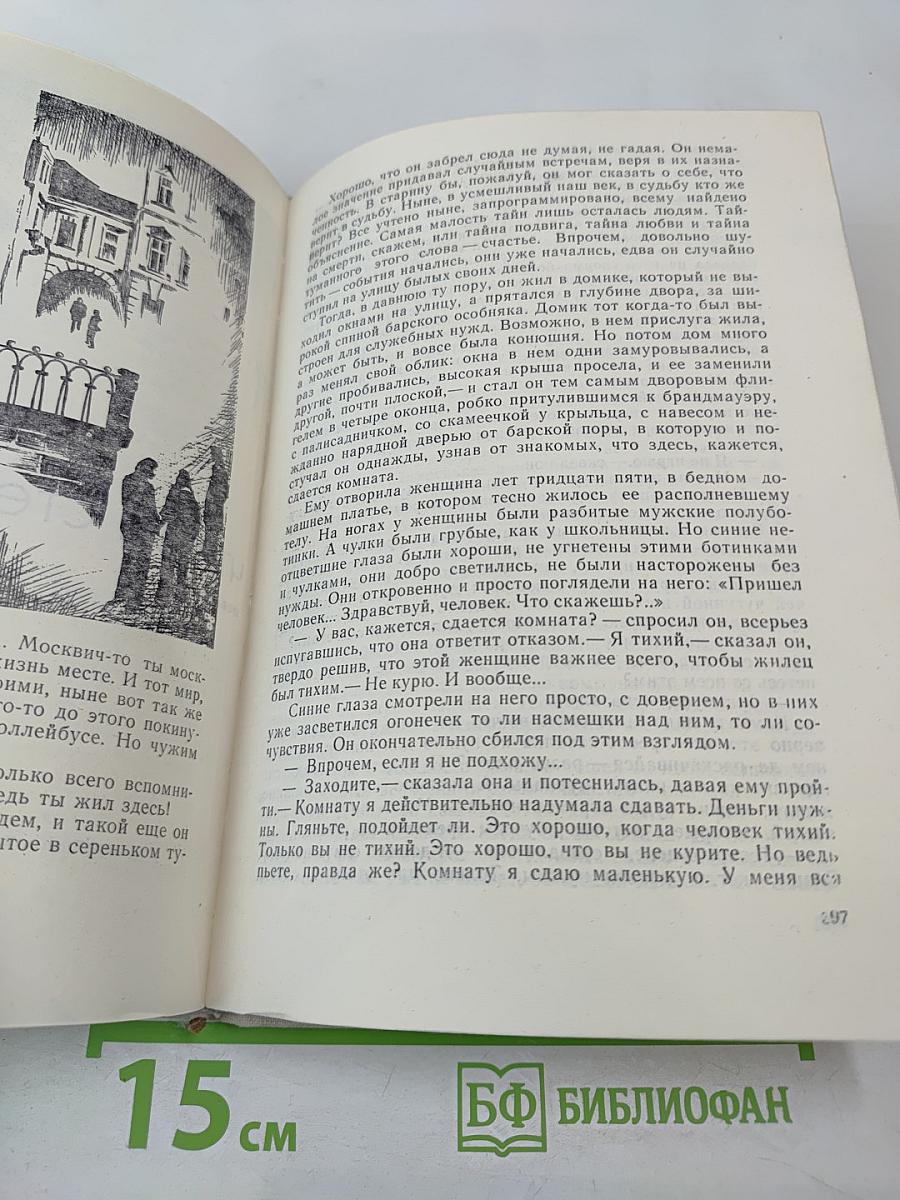 . Москвич-то ты моск-
жизнь месте. И тот мир,
оими, ныне вот так же
то-то до этого покину-
оллейбусе. Но чужим
олько всего вспомни-
едь ты жил здесь!
дем, и такой еще он
ытое в сереньком ту-
Хорошо, что он забрел сюда не думая, не гадая. Он нема-
лое значение придавал случайным встречам, веря в их назна-
ченность. В старину бы, пожалуй, он мог сказать о себе, что
верит в судьбу. Ныне, в усмешливый наш век, в судьбу кто же
верит? Все учтено ныне, запрограммировано, всему найдено
объяснение. Самая малость тайн лишь осталась людям. Тай-
на смерти, скажем, или тайна подвига, тайна любви и тайна
туманного этого слова — счастье. Впрочем, довольно шу-
тить — события начались, они уже начались, едва он случайно
ступил на улицу былых своих дней.
Тогда, в давнюю ту пору, он жил в домике, который не вы-
ходил окнами на улицу, а прятался в глубине двора, за ши-
рокой спиной барского особняка. Домик тот когда-то был вы-
строен для служебных нужд. Возможно, в нем прислуга жила,
а может быть, и вовсе была конюшня. Но потом дом много
раз менял свой облик: окна в нем одни замуровывались, а
другие пробивались, высокая крыша просела, и ее заменили
другой, почти плоской,— и стал он тем самым дворовым фли-
гелем в четыре оконца, робко притулившимся к брандмауэру,
с палисадничком, со скамеечкой у крыльца, с навесом и не-
жданно нарядной дверью от барской поры, в которую и по-
стучал он однажды, узнав от знакомых, что здесь, кажется,
сдается комната.
Ему отворила женщина лет тридцати пяти, в бедном до-
машнем платье, в котором тесно жилось ее располневшему
телу. На ногах у женщины были разбитые мужские полубо-
тинки. А чулки были грубые, как у школьницы. Но синие не-
отцветшие глаза были хороши, не угнетены этими ботинками
и чулками, они добро светились, не были насторожены без
нужды. Они откровенно и просто поглядели на него: «Пришел
человек... Здравствуй, человек. Что скажешь?..»
— У вас, кажется, сдается комната? — спросил он, всерьез
испугавшись, что она ответит отказом.— Я тихий,— сказал он,
твердо решив, что этой женщине важнее всего, чтобы жилец
был тихим.— Не курю. И вообще...
Синие глаза смотрели на него просто, с доверием, но в них
уже засветился огонечек то ли насмешки над ним, то ли со-
чувствия. Он окончательно сбился под этим взглядом.
— Впрочем, если я не подхожу...
— Заходите,— сказала она и потеснилась, давая ему прой-
ти.— Комнату я действительно надумала сдавать. Деньги нуж-
ны. Гляньте, подойдет ли. Это хорошо, когда человек тихий.
Только вы не тихий. Это хорошо, что вы не курите. Но ведь
пьете, правда же? Комнату я сдаю маленькую. У меня вся
297
15 см
БФ БИБЛИОФАН